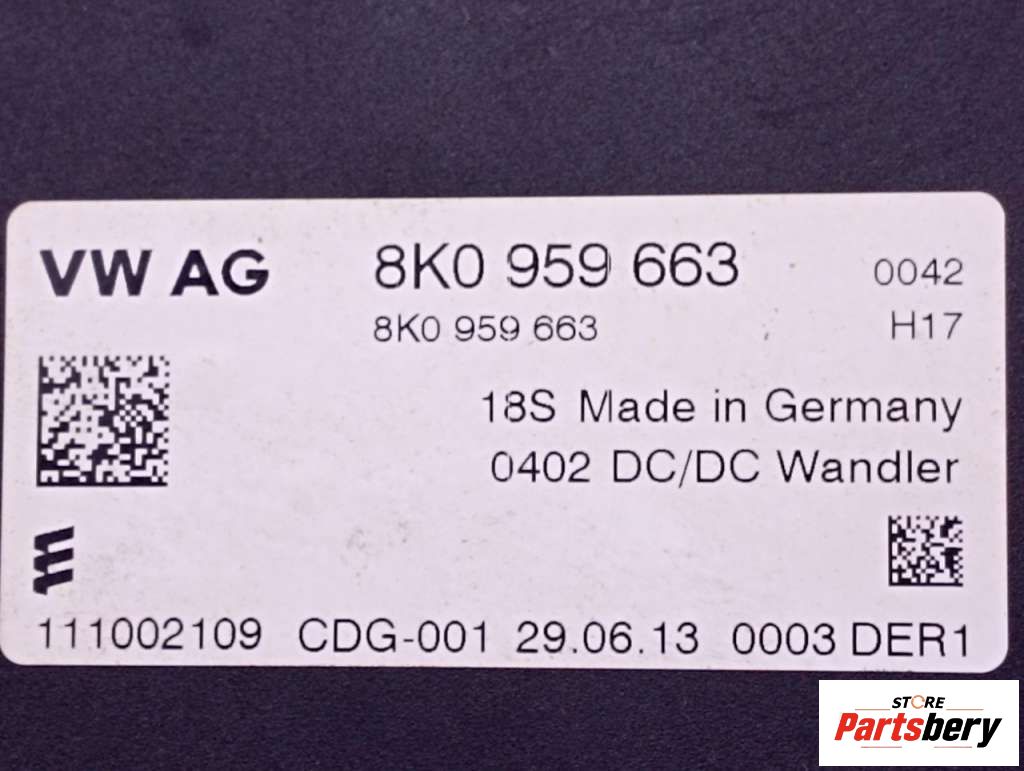 VW AG 8K0 959 663 0042
8K0 959 663 H17
18S Made in Germany
0402 DC/DC Wandler
111002109 CDG-001 29.06.13 0003 DER1
STORE
Partsbery